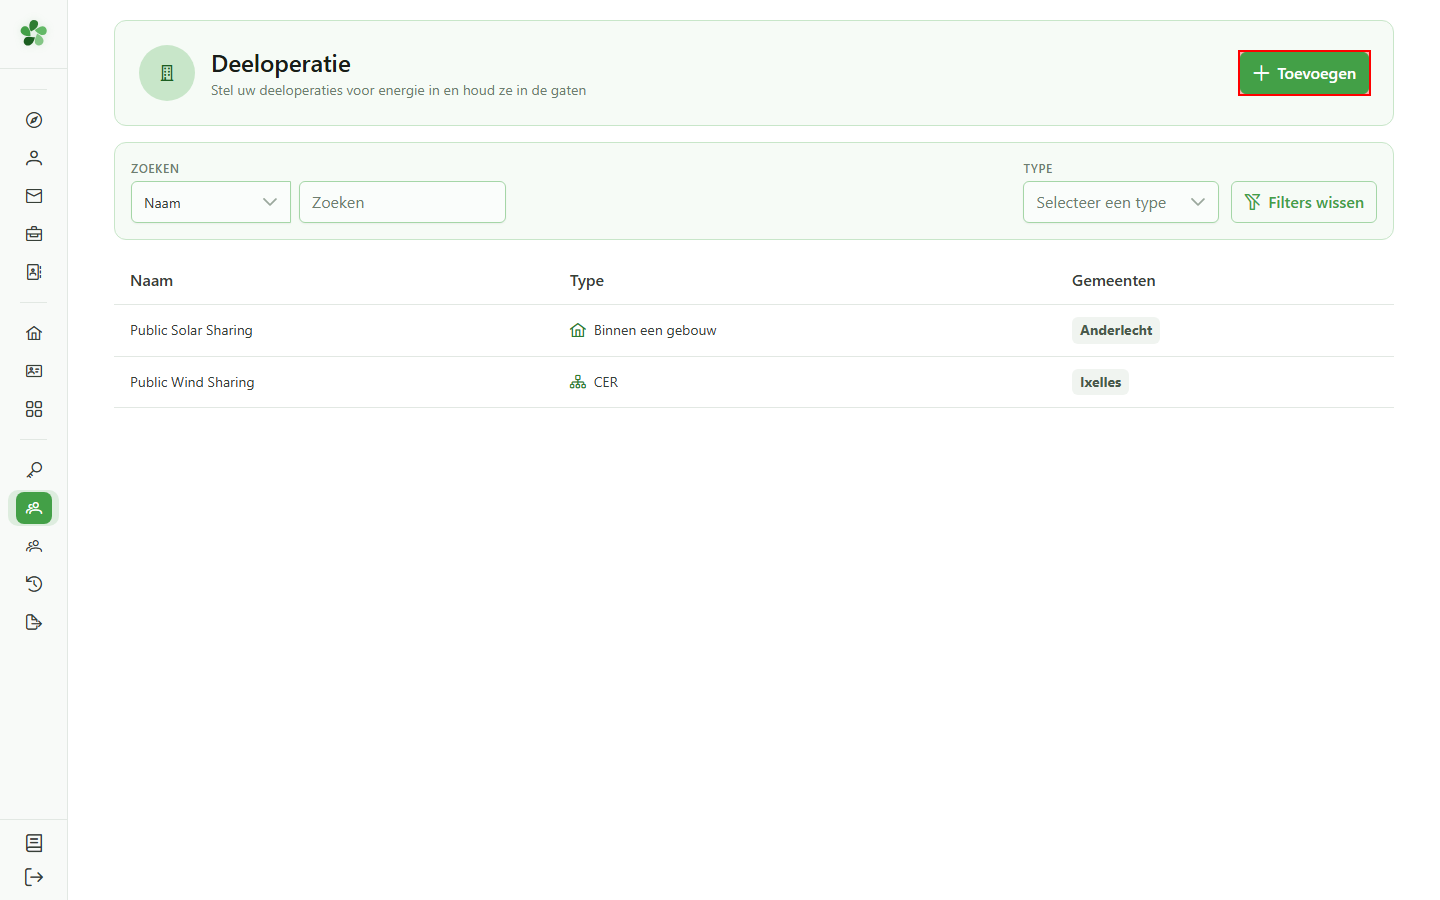 Deeloperatie
Stel uw deeloperaties voor energie in en houd ze in de gaten
Toevoegen
ZOEKEN
Naam
Zoeken
TYPE
Selecteer een type
Filters wissen
Naam Type Gemeenten
Public Solar Sharing Binnen een gebouw Anderlecht
Public Wind Sharing CER Ixelles